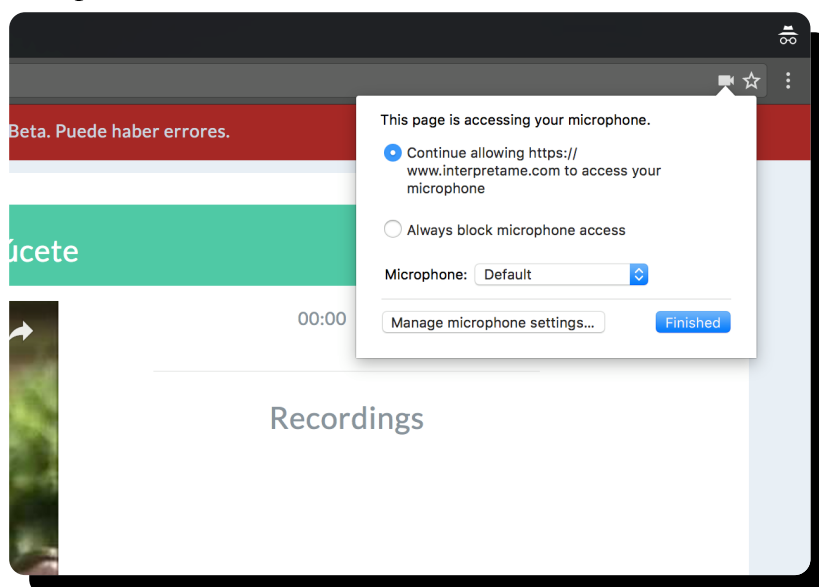 This page is accessing your microphone.
Beta. Puede haber errores.
Continue allowing https://
www.interpretame.com to access your
microphone
Always block microphone access
úcete
Microphone: Default
00:00
Manage microphone settings...
Finished
Recordings